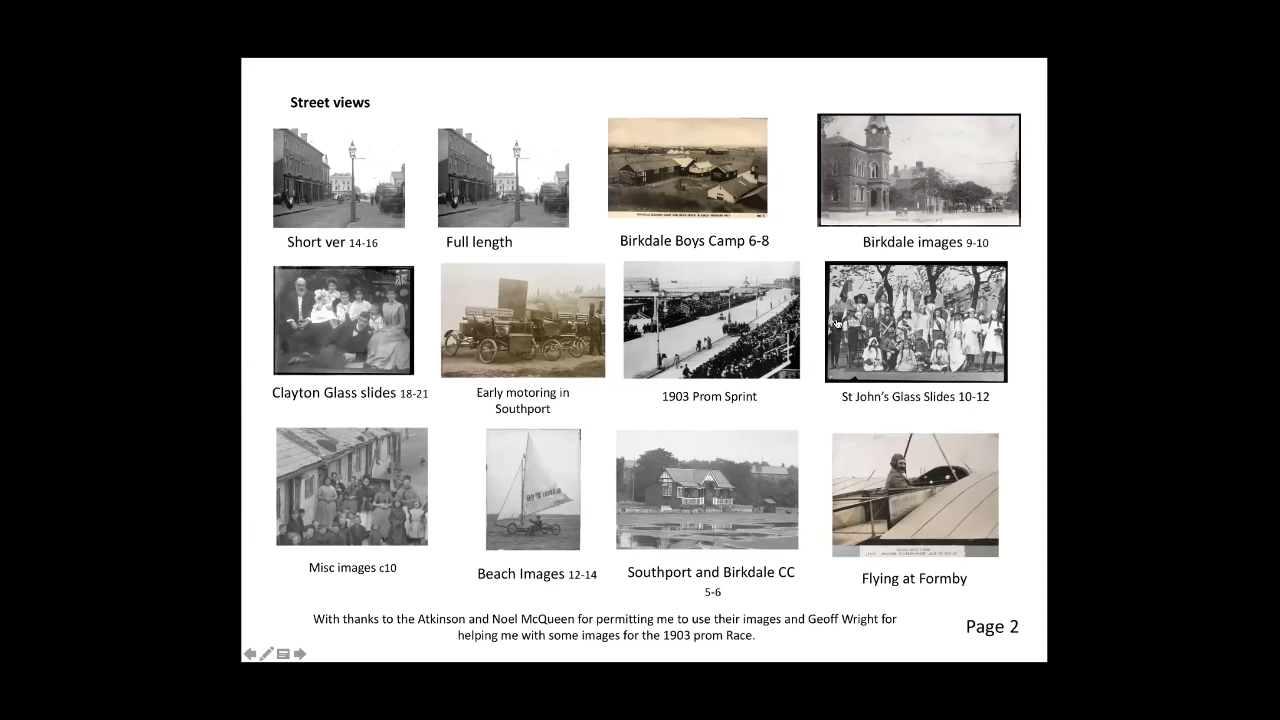 Street views
Short ver 14-16
Full length
Birkdale Boys Camp 6-8
Birkdale images 9-10
Clayton Glass slides 18-21
Early motoring in
Southport
1903 Prom Sprint
St John's Glass Slides 10-12
Misc images c10
Beach Images 12-14
Southport and Birkdale CC
5-6
Flying at Formby
With thanks to the Atkinson and Noel McQueen for permitting me to use their images and Geoff Wright for
helping me with some images for the 1903 prom Race.
Page 2